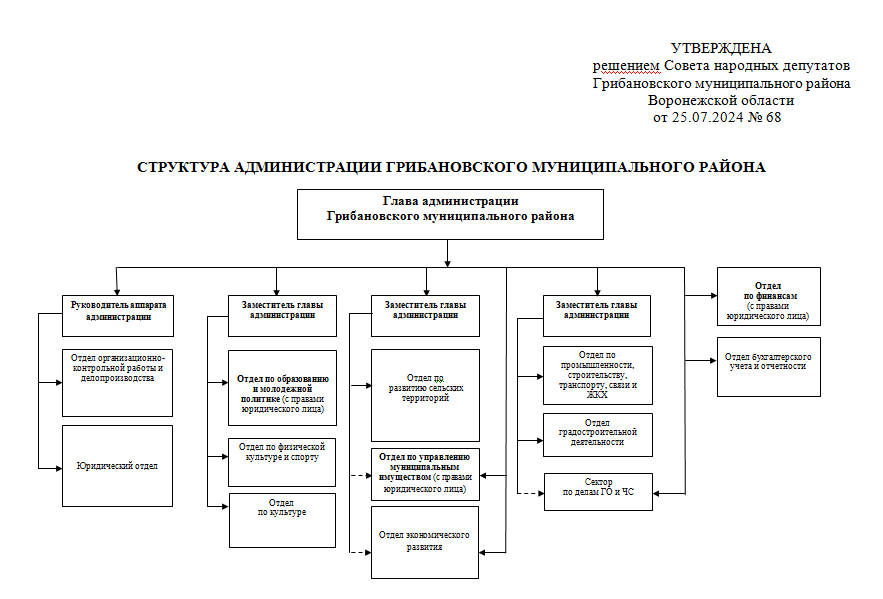 УТВЕРЖДЕНА
решением Совета народных депутатов
Грибановского муниципального района
Воронежской области
от 25.07.2024 № 68
СТРУКТУРА АДМИНИСТРАЦИИ ГРИБАНОВСКОГО МУНИЦИПАЛЬНОГО РАЙОНА
Глава администрации
Грибановского муниципального района
Руководитель аппарата
администрации
Отдел организационно-
контрольной работы и
делопроизводства
Юридический отдел
Заместитель главы
администрации
Отдел по образованию
и молодежной
политике (с правами
юридического лица)
Отдел по физической
культуре и спорту
Отдел
по культуре
Заместитель главы
администрации
Отдел по
развитию сельских
территорий
Отдел по управлению
муниципальным
имуществом (с правами
юридического лица)
Отдел экономического
развития
Заместитель главы
администрации
Отдел по
промышленности,
строительству,
транспорту, связи и
ЖКХ
Отдел
градостроительной
деятельности
Сектор
по делам ГО и ЧС
Отдел
по финансам
(с правами
юридического лица)
Отдел бухгалтерского
учета и отчетности